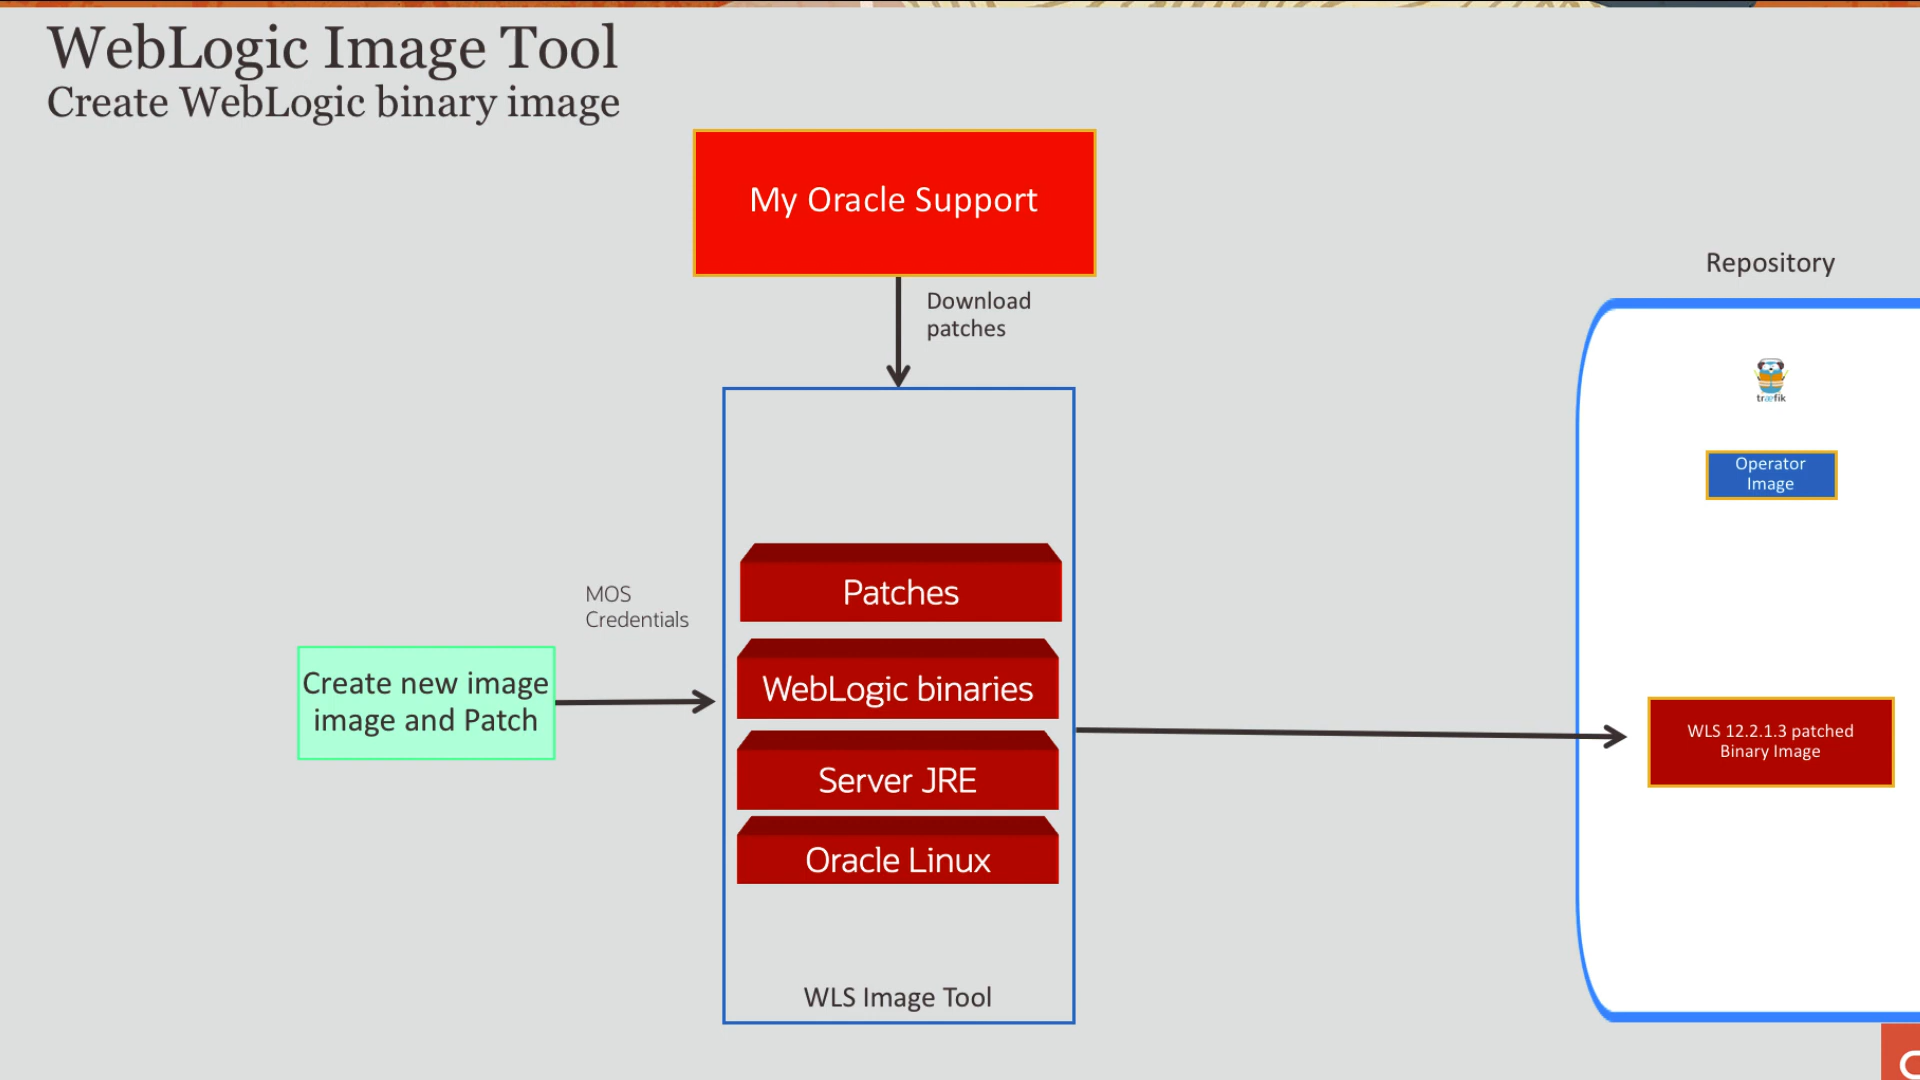 WebLogic Image Tool
Create WebLogic binary image
My Oracle Support
Download
patches
Repository
træfik
Operator
Image
Patches
MOS
Credentials
Create new image
image and Patch
WebLogic binaries
WLS 12.2.1.3 patched
Binary Image
Server JRE
Oracle Linux
WLS Image Tool